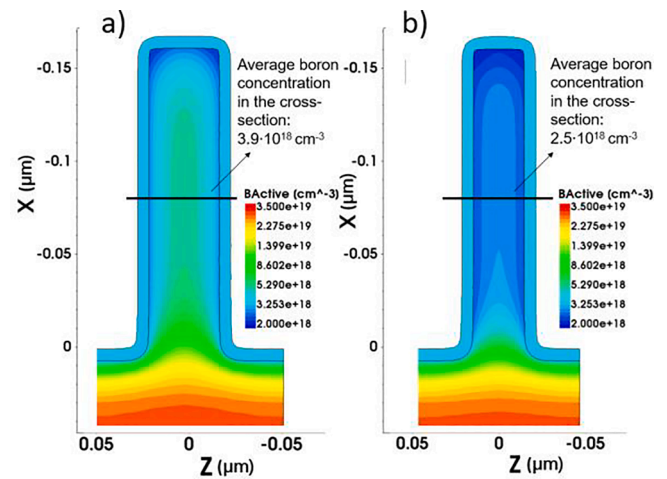 a)
Average boron
concentration
in the cross-
section:
3.9·10¹⁸ cm⁻³
BActive (cm^-3)
3.500e+19
2.275e+19
1.399e+19
8.602e+18
5.290e+18
3.253e+18
2.000e+18
-0.15
-0.1
-0.05
0
X (μm)
0.05
0
-0.05
Z (μm)
b)
Average boron
concentration
in the cross-
section:
2.5·10¹⁸ cm⁻³
BActive (cm^-3)
3.500e+19
2.275e+19
1.399e+19
8.602e+18
5.290e+18
3.253e+18
2.000e+18
-0.15
-0.1
-0.05
0
X (μm)
0.05
0
-0.05
Z (μm)